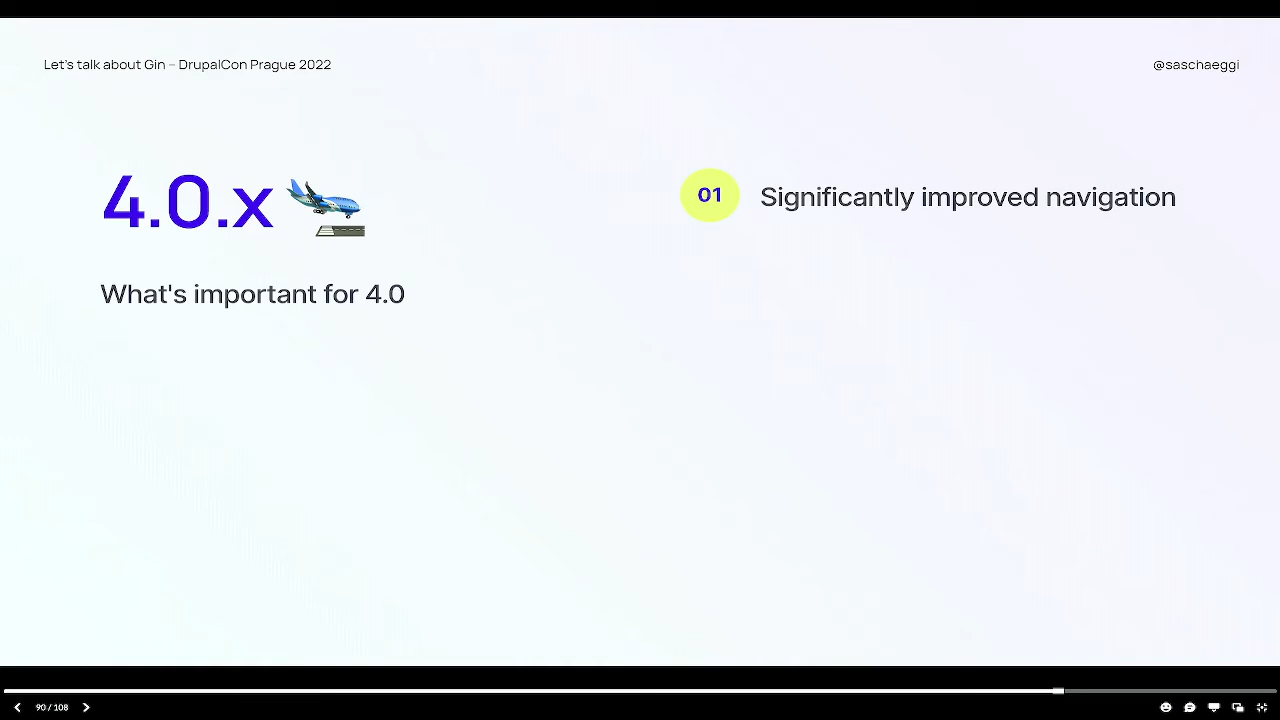 Let's talk about Gin – DrupalCon Prague 2022
@saschaeggi
4.0.x
What's important for 4.0
01
Significantly improved navigation
90 / 108